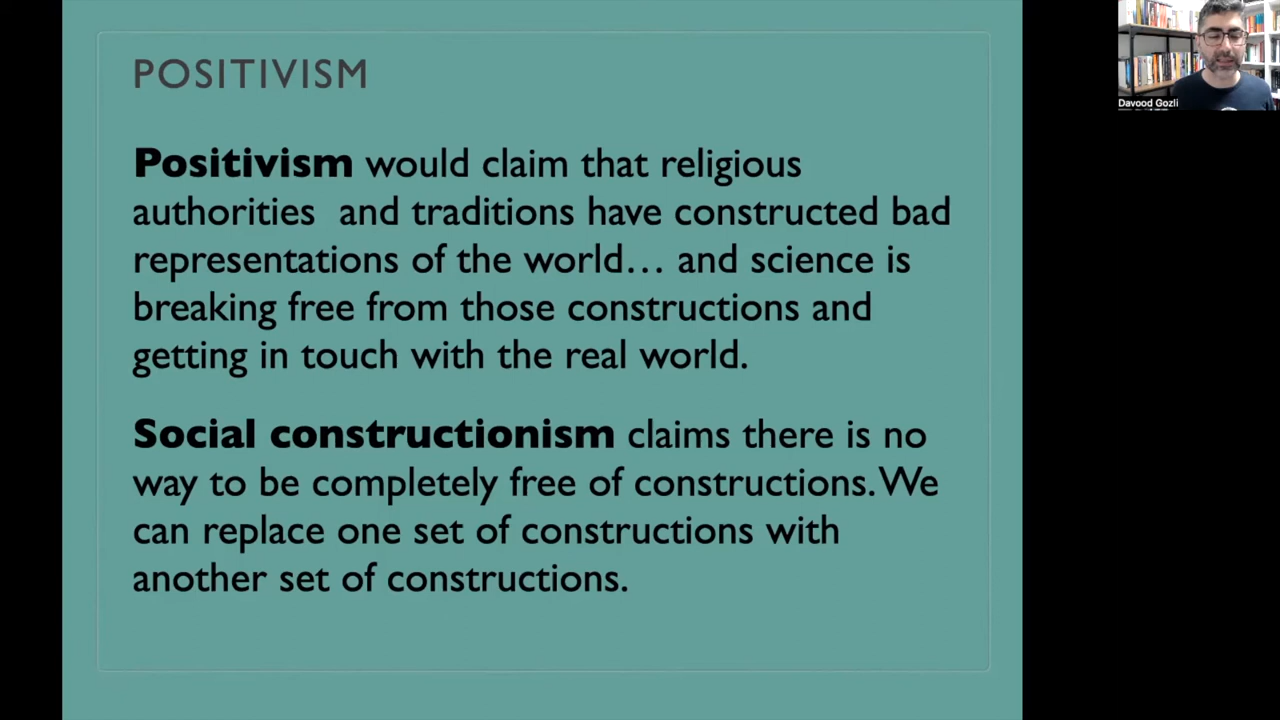 POSITIVISM
Positivism would claim that religious
authorities and traditions have constructed bad
representations of the world... and science is
breaking free from those constructions and
getting in touch with the real world.
Social constructionism claims there is no
way to be completely free of constructions. We
can replace one set of constructions with
another set of constructions.
Davood Gozli